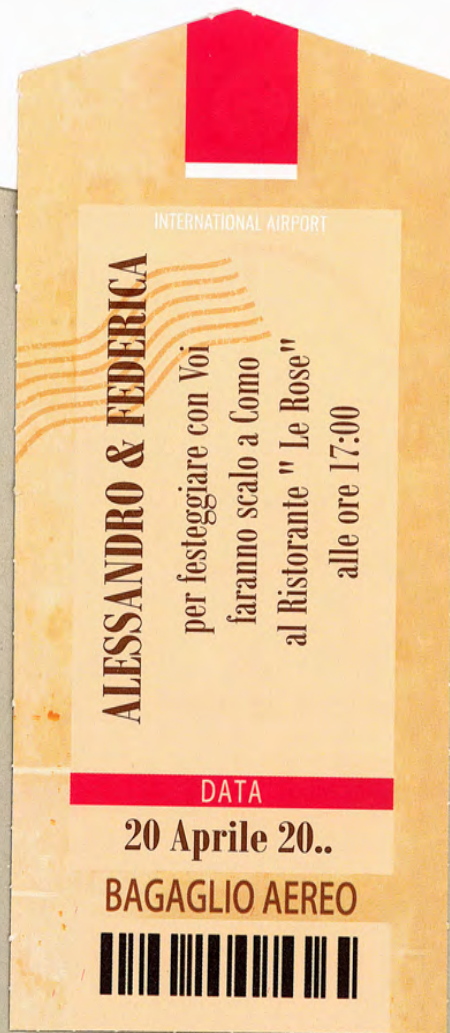 INTERNATIONAL AIRPORT
ALESSANDRO & FEDERICA
per festeggiare con Voi
faranno scalo a Como
al Ristorante " Le Rose"
alle ore 17:00
DATA
20 Aprile 20..
BAGAGLIO AEREO